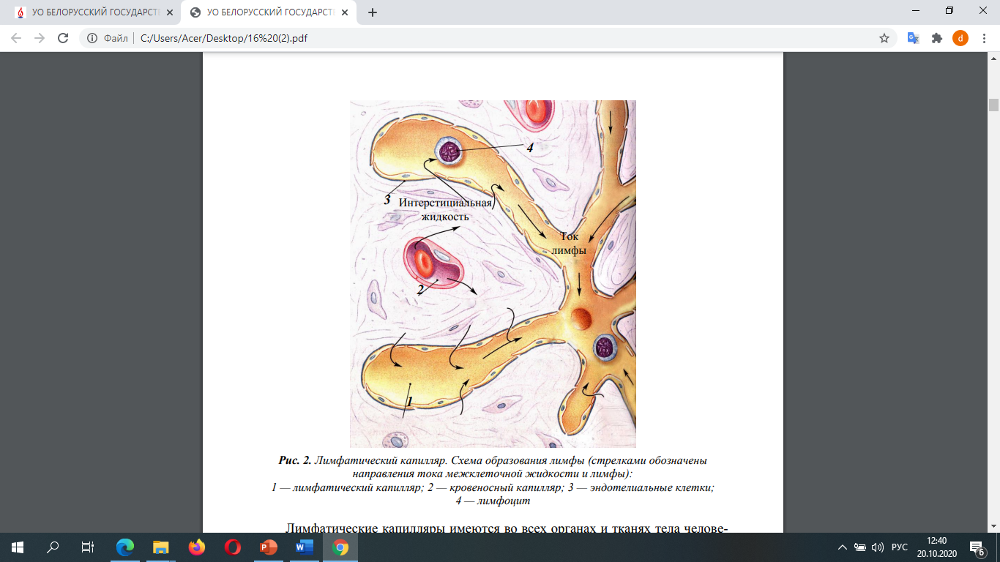 УО БЕЛОРУССКИЙ ГОСУДАРСТВ
УО БЕЛОРУССКИЙ ГОСУДАРСТВ
Файл
C:/Users/Acer/Desktop/16%20(2).pdf
d
4
3
Интерстициальная
жидкость
Ток
лимфы
2
1
Рис. 2. Лимфатический капилляр. Схема образования лимфы (стрелками обозначены
направления тока межклеточной жидкости и лимфы):
1 — лимфатический капилляр; 2 — кровеносный капилляр; 3 — эндотелиальные клетки;
4 — лимфоцит
Лимфатические капилляры имеются во всех органах и тканях тела челове-
РУС
12:40
20.10.2020
6